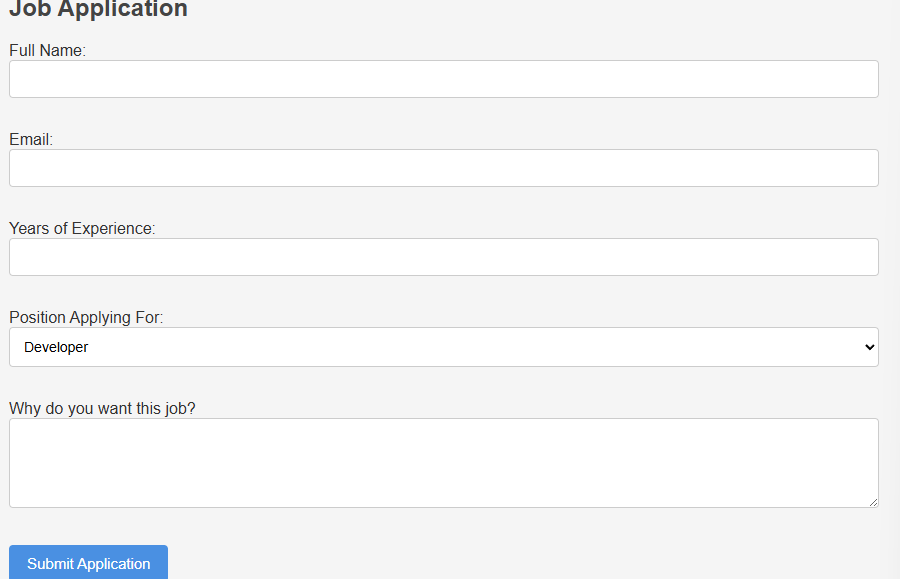 Job Application
Full Name:
Email:
Years of Experience:
Position Applying For:
Developer
Why do you want this job?
Submit Application